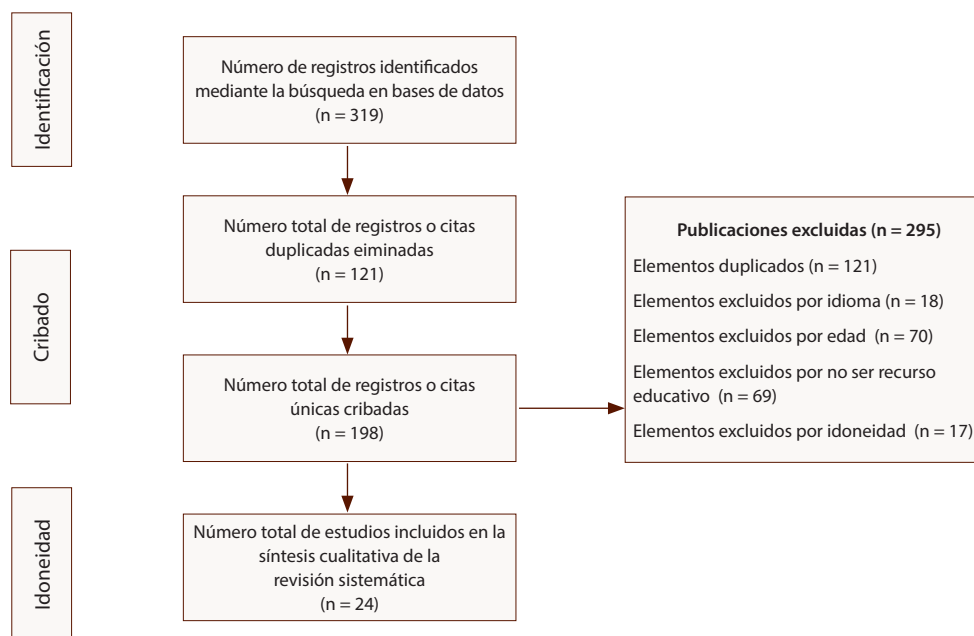 Identificación
Número de registros identificados
mediante la búsqueda en bases de datos
(n = 319)
Cribado
Número total de registros o citas
duplicadas eiminadas
(n = 121)
Número total de registros o citas
únicas cribadas
(n = 198)
Publicaciones excluidas (n = 295)
Elementos duplicados (n = 121)
Elementos excluidos por idioma (n = 18)
Elementos excluidos por edad (n = 70)
Elementos excluidos por no ser recurso
educativo (n = 69)
Elementos excluidos por idoneidad (n = 17)
Idoneidad
Número total de estudios incluidos en la
síntesis cualitativa de la
revisión sistemática
(n = 24)